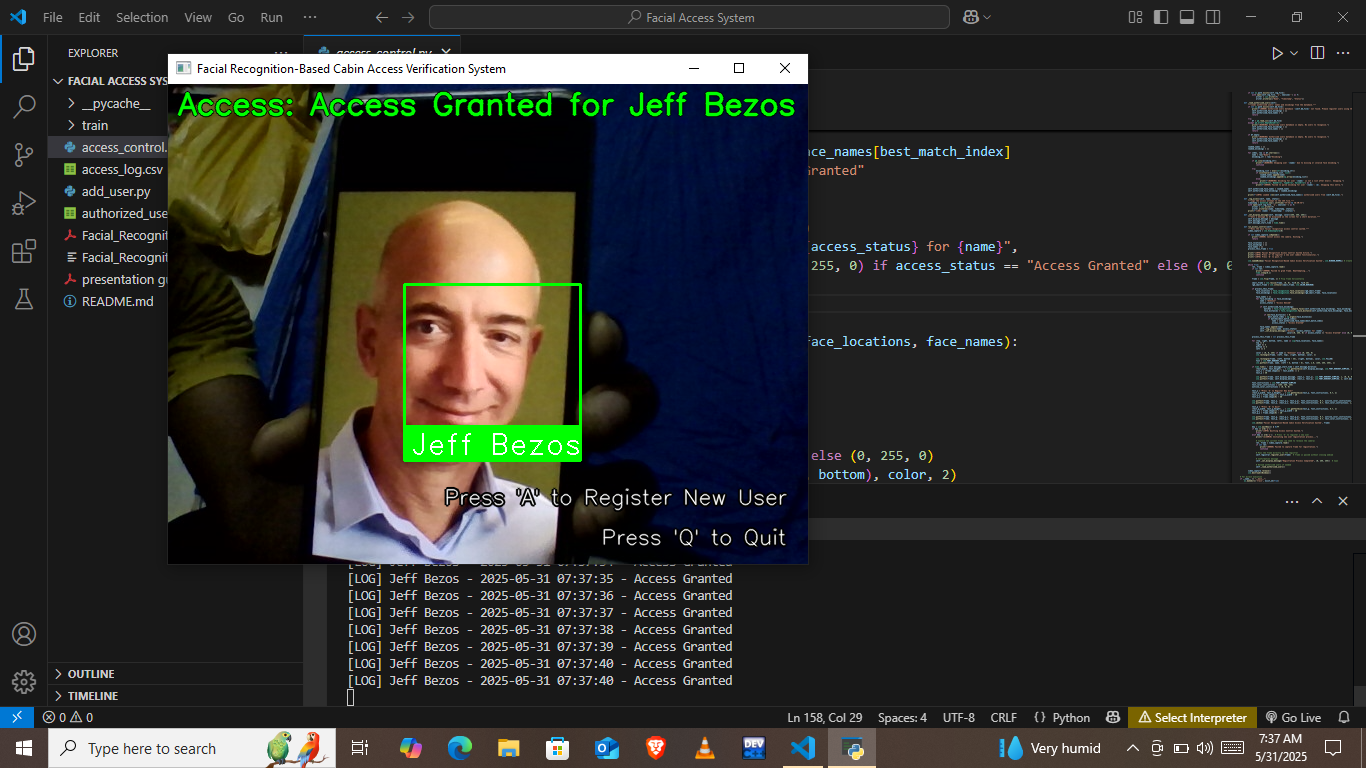 File Edit Selection View Go Run ···
Facial Access System
EXPLORER
FACIAL ACCESS SYS
__pycache__
train
access_control.
access_log.csv
add_user.py
authorized_use
Facial_Recognit
Facial_Recognit
presentation gu
README.md
OUTLINE
TIMELINE
access_control.py
Facial Recognition-Based Cabin Access Verification System
Access: Access Granted for Jeff Bezos
Jeff Bezos
Press 'A' to Register New User
Press 'Q' to Quit
ace_names[best_match_index]
Granted"
{access_status} for {name}",
255, 0) if access_status == "Access Granted" else (0, 0
face_locations, face_names):
else (0, 255, 0)
bottom), color, 2)
[LOG] Jeff Bezos - 2025-05-31 07:37:35 - Access Granted
[LOG] Jeff Bezos - 2025-05-31 07:37:36 - Access Granted
[LOG] Jeff Bezos - 2025-05-31 07:37:37 - Access Granted
[LOG] Jeff Bezos - 2025-05-31 07:37:38 - Access Granted
[LOG] Jeff Bezos - 2025-05-31 07:37:39 - Access Granted
[LOG] Jeff Bezos - 2025-05-31 07:37:40 - Access Granted
[LOG] Jeff Bezos - 2025-05-31 07:37:40 - Access Granted
0 0 Ln 158, Col 29 Spaces: 4 UTF-8 CRLF {} Python Select Interpreter Go Live
Type here to search
DEV
Very humid
7:37 AM
5/31/2025